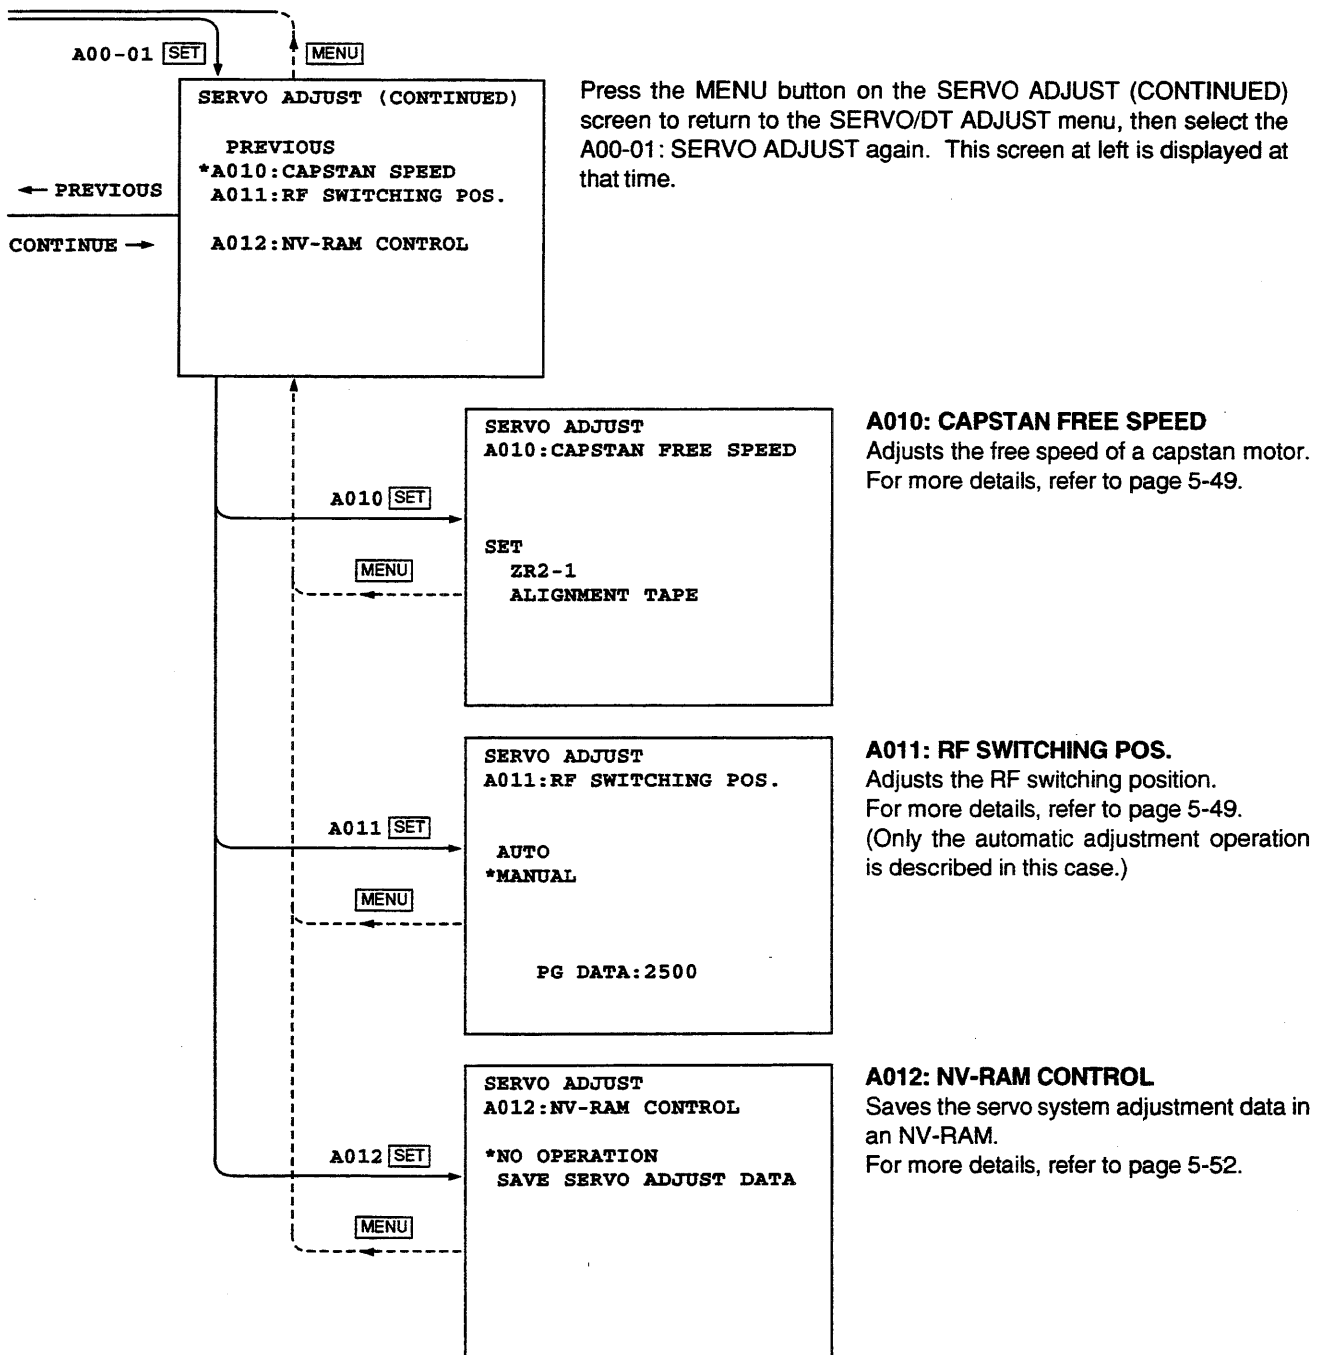 A00-01 SET
MENU
SERVO ADJUST (CONTINUED)
PREVIOUS
*A010:CAPSTAN SPEED
A011:RF SWITCHING POS.
A012:NV-RAM CONTROL
← PREVIOUS
CONTINUE →
Press the MENU button on the SERVO ADJUST (CONTINUED)
screen to return to the SERVO/DT ADJUST menu, then select the
A00-01: SERVO ADJUST again. This screen at left is displayed at
that time.
A010 SET
MENU
SERVO ADJUST
A010:CAPSTAN FREE SPEED
SET
ZR2-1
ALIGNMENT TAPE
A010: CAPSTAN FREE SPEED
Adjusts the free speed of a capstan motor.
For more details, refer to page 5-49.
A011 SET
MENU
SERVO ADJUST
A011:RF SWITCHING POS.
AUTO
*MANUAL
PG DATA:2500
A011: RF SWITCHING POS.
Adjusts the RF switching position.
For more details, refer to page 5-49.
(Only the automatic adjustment operation
is described in this case.)
A012 SET
MENU
SERVO ADJUST
A012:NV-RAM CONTROL
*NO OPERATION
SAVE SERVO ADJUST DATA
A012: NV-RAM CONTROL
Saves the servo system adjustment data in
an NV-RAM.
For more details, refer to page 5-52.